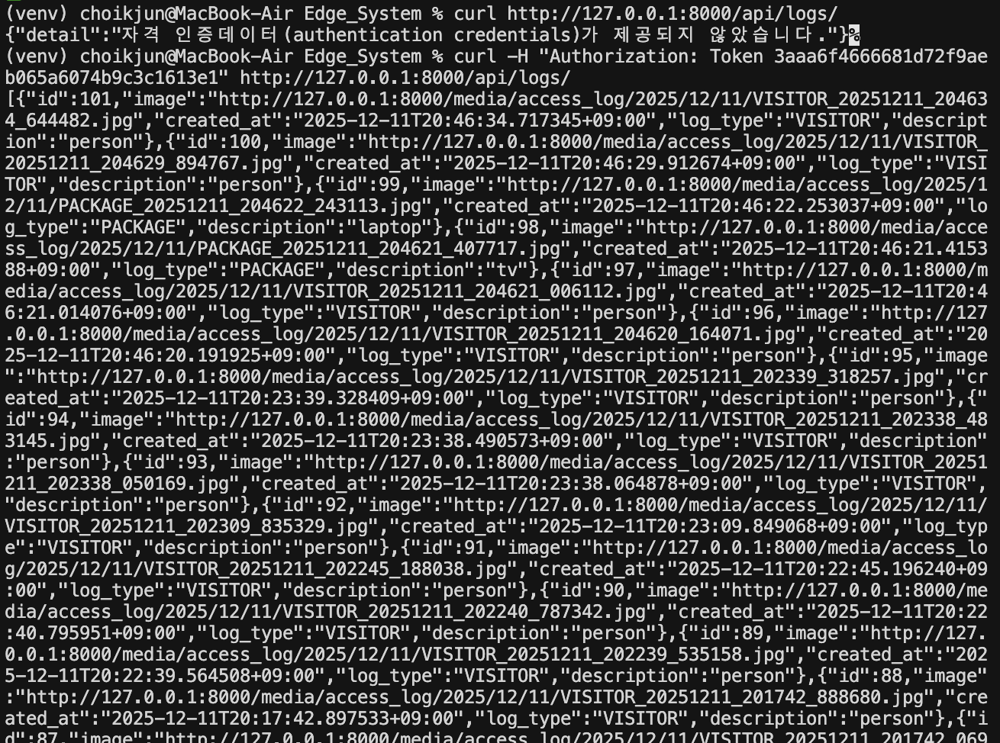 (venv) choikjun@MacBook-Air Edge_System % curl http://127.0.0.1:8000/api/logs/
{"detail":"자격 인증데이터(authentication credentials)가 제공되지 않았습니다."}%
(venv) choikjun@MacBook-Air Edge_System % curl -H "Authorization: Token 3aaa6f4666681d72f9ae
b065a6074b9c3c1613e1" http://127.0.0.1:8000/api/logs/
[{"id":101,"image":"http://127.0.0.1:8000/media/access_log/2025/12/11/VISITOR_20251211_20463
4_644482.jpg","created_at":"2025-12-11T20:46:34.717345+09:00","log_type":"VISITOR","descript
ion":"person"},{"id":100,"image":"http://127.0.0.1:8000/media/access_log/2025/12/11/VISITOR_
20251211_204629_894767.jpg","created_at":"2025-12-11T20:46:29.912674+09:00","log_type":"VISI
TOR","description":"person"},{"id":99,"image":"http://127.0.0.1:8000/media/access_log/2025/1
2/11/PACKAGE_20251211_204622_243113.jpg","created_at":"2025-12-11T20:46:22.253037+09:00","lo
g_type":"PACKAGE","description":"laptop"},{"id":98,"image":"http://127.0.0.1:8000/media/acce
ss_log/2025/12/11/PACKAGE_20251211_204621_407717.jpg","created_at":"2025-12-11T20:46:21.4153
88+09:00","log_type":"PACKAGE","description":"tv"},{"id":97,"image":"http://127.0.0.1:8000/m
edia/access_log/2025/12/11/VISITOR_20251211_204621_006112.jpg","created_at":"2025-12-11T20:4
6:21.014076+09:00","log_type":"VISITOR","description":"person"},{"id":96,"image":"http://127
.0.0.1:8000/media/access_log/2025/12/11/VISITOR_20251211_204620_164071.jpg","created_at":"20
25-12-11T20:46:20.191925+09:00","log_type":"VISITOR","description":"person"},{"id":95,"image
":"http://127.0.0.1:8000/media/access_log/2025/12/11/VISITOR_20251211_202339_318257.jpg","cr
eated_at":"2025-12-11T20:23:39.328409+09:00","log_type":"VISITOR","description":"person"},{"
id":94,"image":"http://127.0.0.1:8000/media/access_log/2025/12/11/VISITOR_20251211_202338_48
3145.jpg","created_at":"2025-12-11T20:23:38.490573+09:00","log_type":"VISITOR","description"
:"person"},{"id":93,"image":"http://127.0.0.1:8000/media/access_log/2025/12/11/VISITOR_20251
211_202338_050169.jpg","created_at":"2025-12-11T20:23:38.064878+09:00","log_type":"VISITOR",
"description":"person"},{"id":92,"image":"http://127.0.0.1:8000/media/access_log/2025/12/11/
VISITOR_20251211_202309_835329.jpg","created_at":"2025-12-11T20:23:09.849068+09:00","log_typ
e":"VISITOR","description":"person"},{"id":91,"image":"http://127.0.0.1:8000/media/access_lo
g/2025/12/11/VISITOR_20251211_202245_188038.jpg","created_at":"2025-12-11T20:22:45.196240+09
:00","log_type":"VISITOR","description":"person"},{"id":90,"image":"http://127.0.0.1:8000/me
dia/access_log/2025/12/11/VISITOR_20251211_202240_787342.jpg","created_at":"2025-12-11T20:22
:40.795951+09:00","log_type":"VISITOR","description":"person"},{"id":89,"image":"http://127.
0.0.1:8000/media/access_log/2025/12/11/VISITOR_20251211_202239_535158.jpg","created_at":"202
5-12-11T20:22:39.564508+09:00","log_type":"VISITOR","description":"person"},{"id":88,"image"
:"http://127.0.0.1:8000/media/access_log/2025/12/11/VISITOR_20251211_201742_888680.jpg","cre
ated_at":"2025-12-11T20:17:42.897533+09:00","log_type":"VISITOR","description":"person"},{"i
d":87,"image":"http://127.0.0.1:8000/media/access_log/2025/12/11/VISITOR_20251211_201742_069